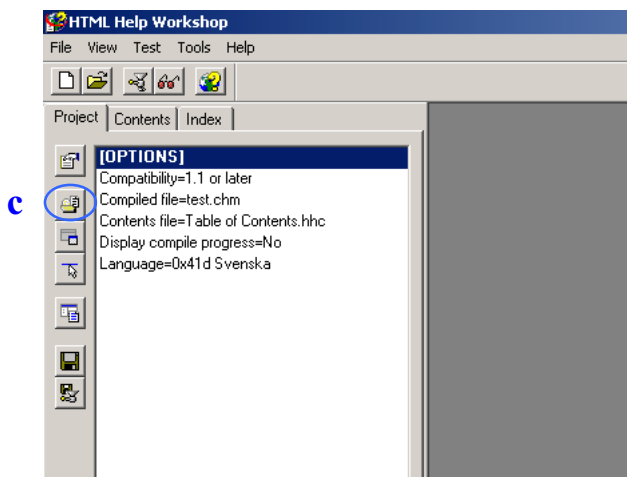 HTML Help Workshop
File View Test Tools Help
Project Contents Index
[OPTIONS]
Compatibility=1.1 or later
c Compiled file=test.chm
Contents file=Table of Contents.hhc
Display compile progress=No
Language=0x41d Svenska